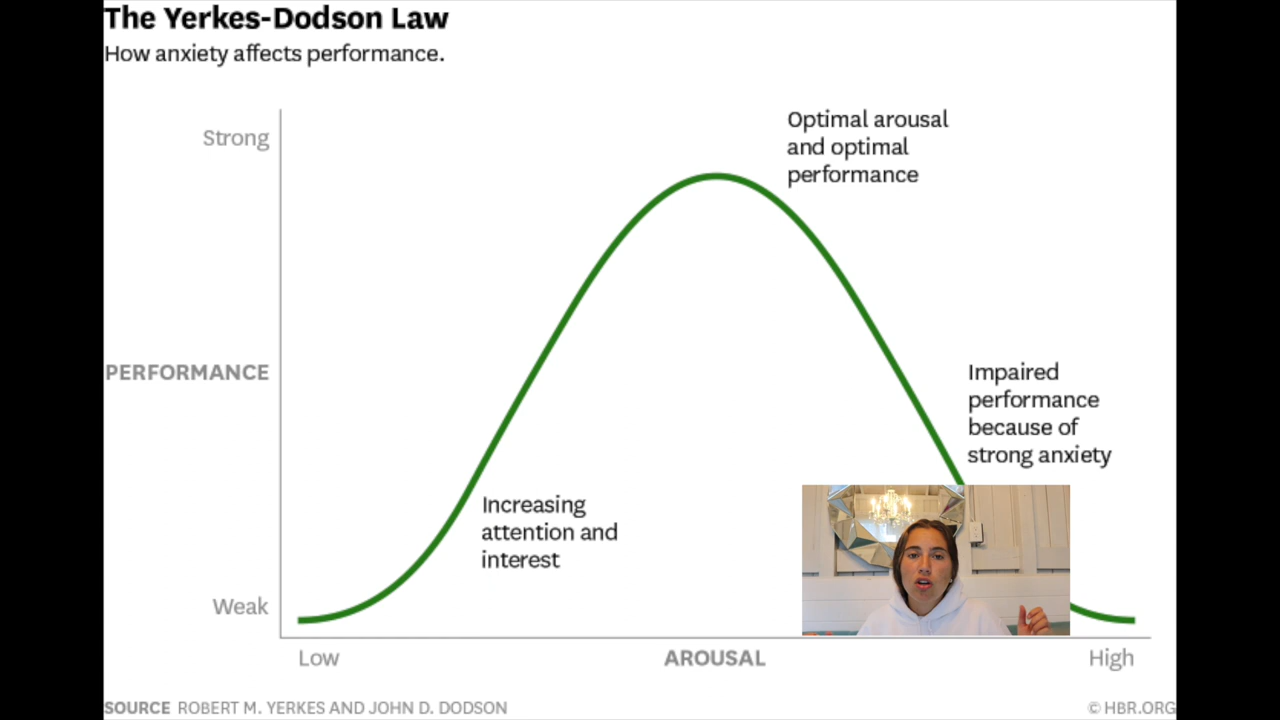 The Yerkes-Dodson Law
How anxiety affects performance.
Strong
Optimal arousal
and optimal
performance
PERFORMANCE
Impaired
performance
because of
strong anxiety
Increasing
attention and
interest
Weak
Low
AROUSAL
High
SOURCE ROBERT M. YERKES AND JOHN D. DODSON
© HBR.ORG